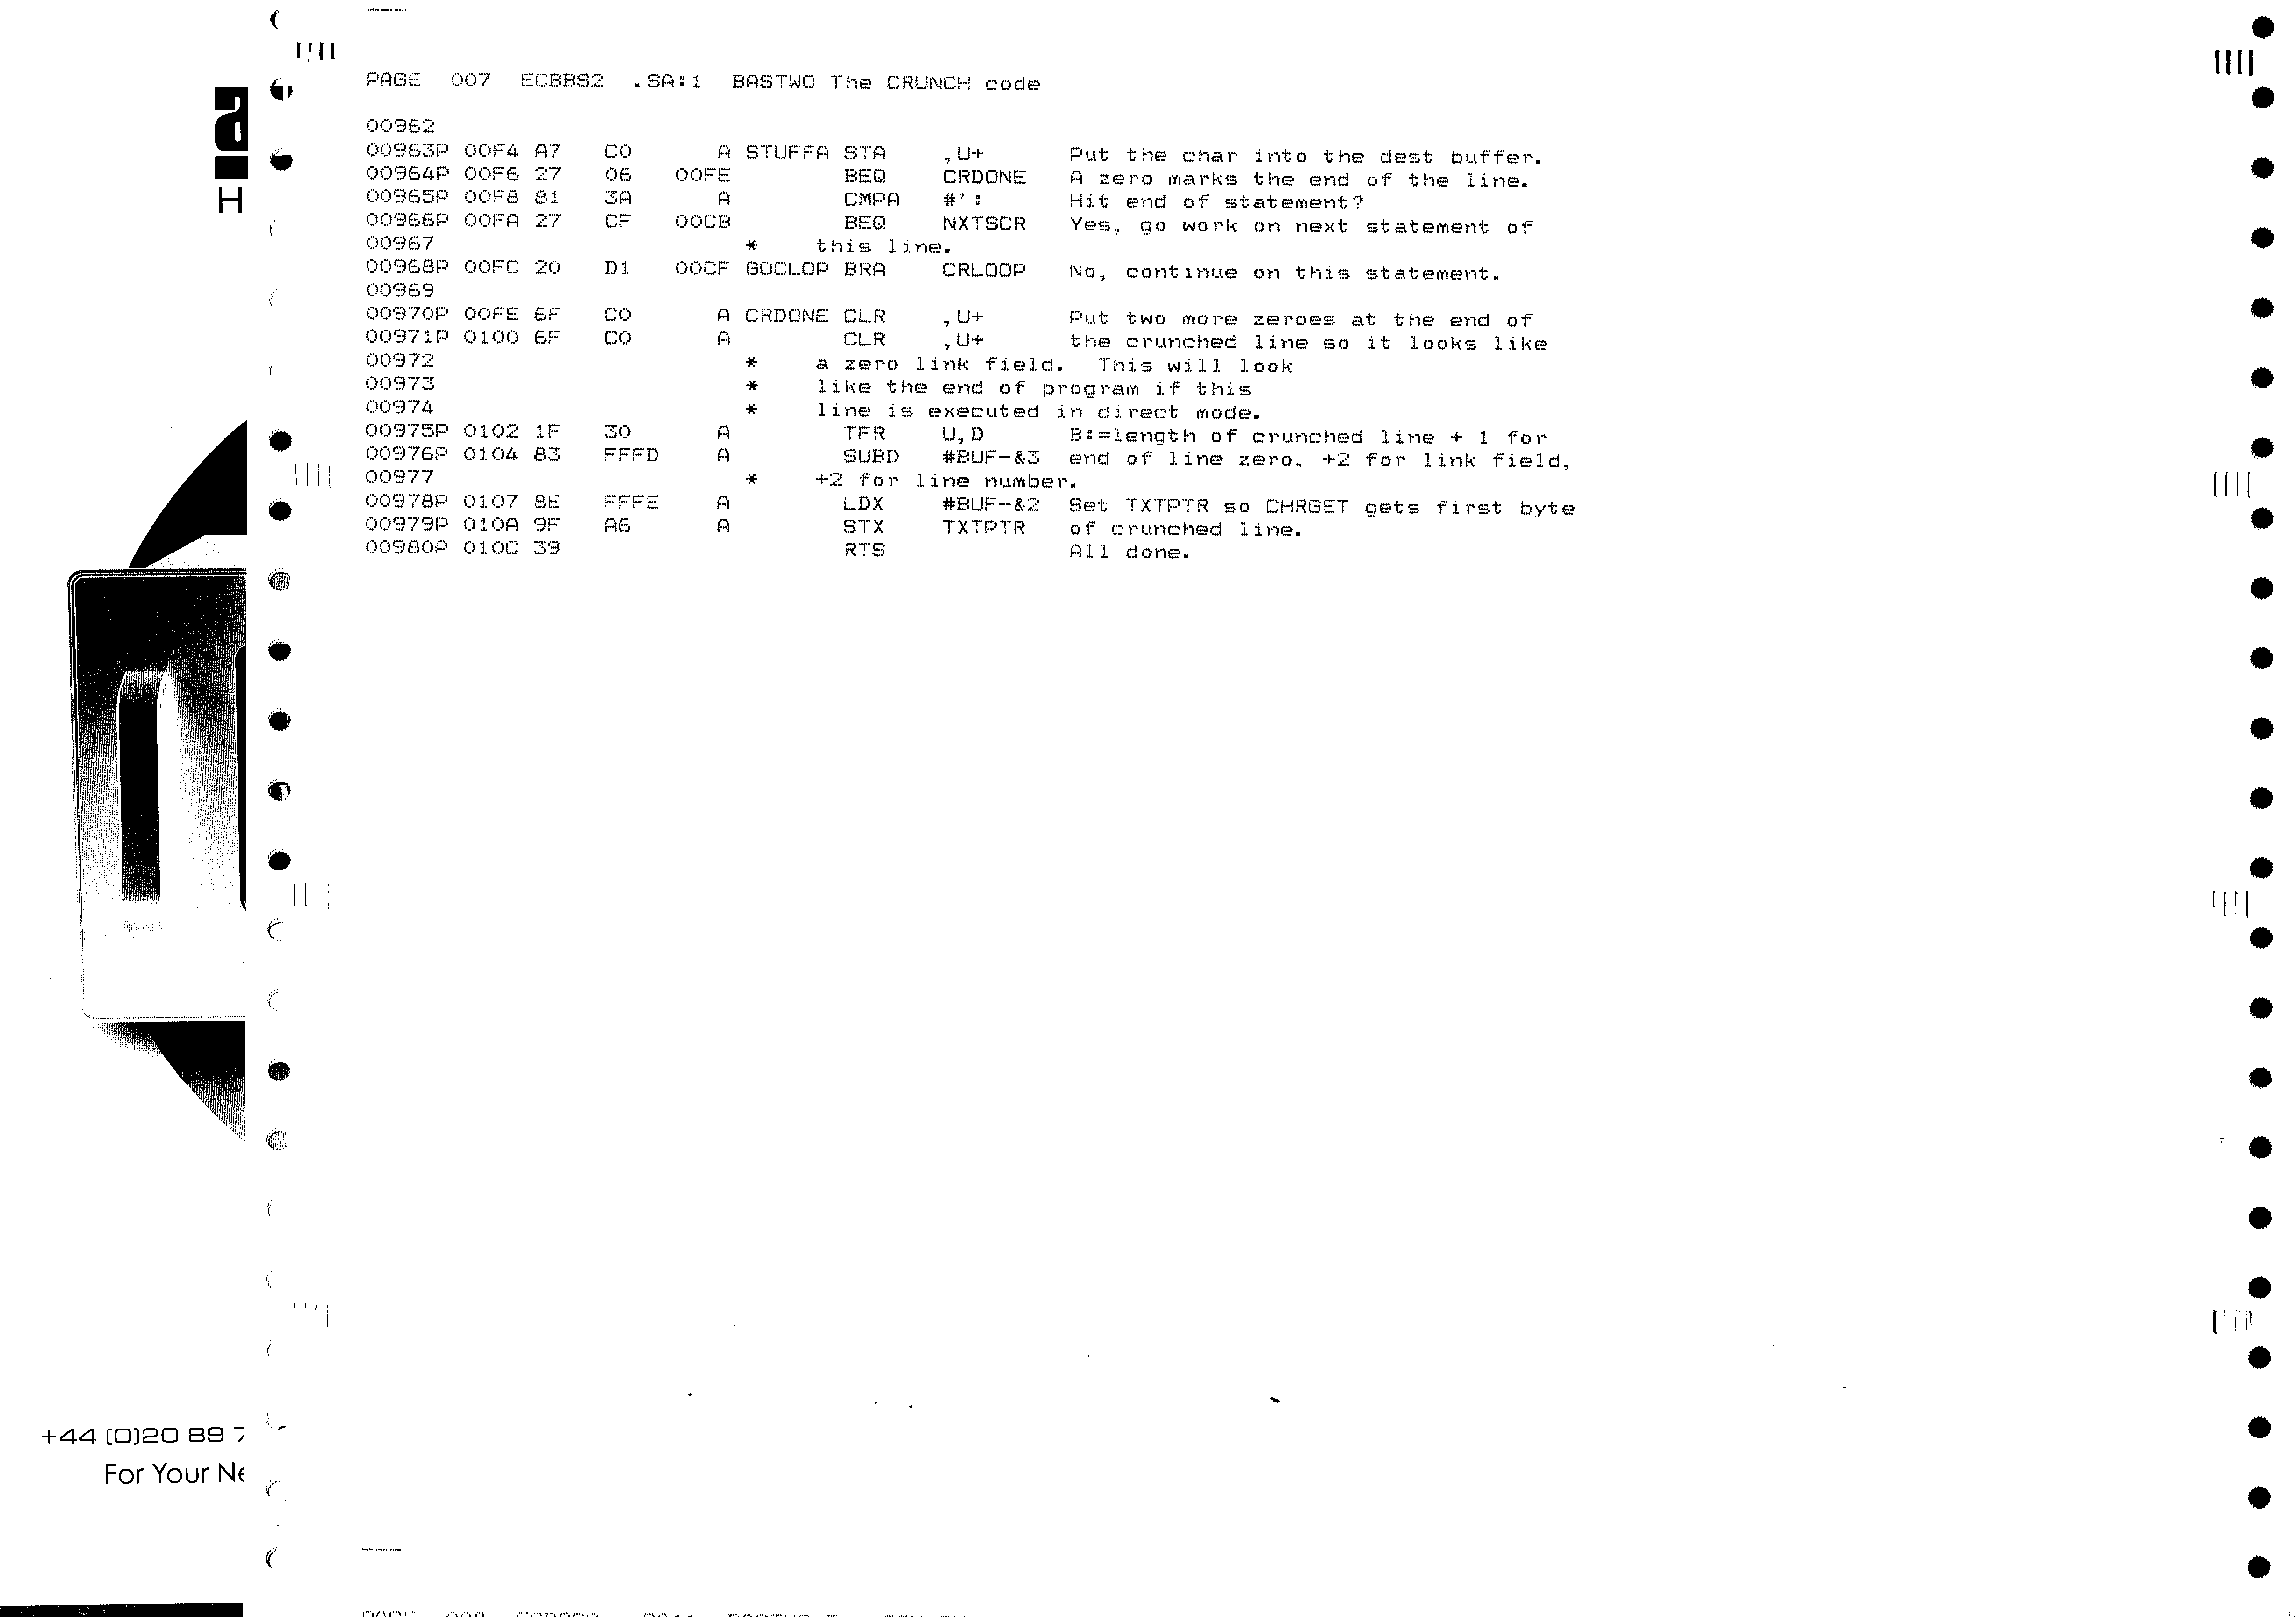 PAGE  007  ECBBS2  .SA:1  BASTWO The CRUNCH code
00962
00963P 00F4 A7   C0      A STUFFA STA    ,U+     Put the char into the dest buffer.
00964P 00F6 27   06   00FE        BEQ    CRDONE  A zero marks the end of the line.
00965P 00F8 81   3A      A        CMPA   #':     Hit end of statement?
00966P 00FA 27   CF   00CB        BEQ    NXTSCR  Yes, go work on next statement of
00967                      *    this line.
00968P 00FC 20   D1   00CF GOCLOP BRA    CRLOOP  No, continue on this statement.
00969
00970P 00FE 6F   C0      A CRDONE CLR    ,U+     Put two more zeroes at the end of
00971P 0100 6F   C0      A        CLR    ,U+     the crunched line so it looks like
00972                      *    a zero link field.  This will look
00973                      *    like the end of program if this
00974                      *    line is executed in direct mode.
00975P 0102 1F   30      A        TFR    U,D     B:=length of crunched line + 1 for
00976P 0104 83   FFFD    A        SUBD   #BUF-&3 end of line zero, +2 for link field,
00977                      *    +2 for line number.
00978P 0107 8E   FFFE    A        LDX    #BUF-&2 Set TXTPTR so CHRGET gets first byte
00979P 010A 9F   A6      A        STX    TXTPTR  of crunched line.
00980P 010C 39                    RTS            All done.
H
+44 (0)20 89
For Your